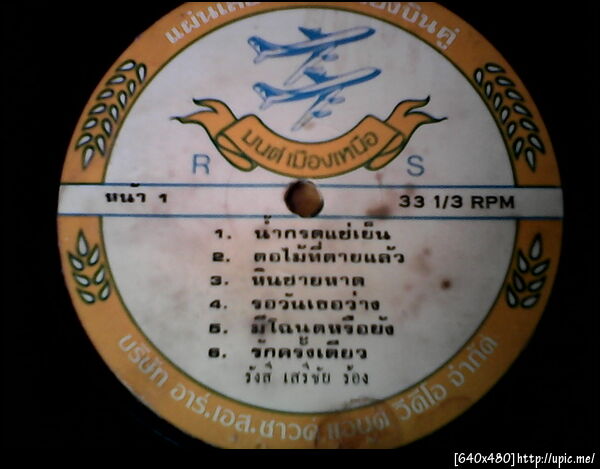 มนต์เมืองเหนือ
R S
หน้า 1 33 1/3 RPM
1. น้ำกรดแช่เย็น
2. ตอไม้ที่ตายแล้ว
3. หินชายหาด
4. รอวันเธอว่าง
5. มีโฉนดหรือยัง
6. รักครั้งเดียว
รังสี เสรีชัย ร้อง
บริษัท อาร์.เอส.ซาวด์ แอนด์ วีดีโอ จำกัด
[640x480]http://upic.me/